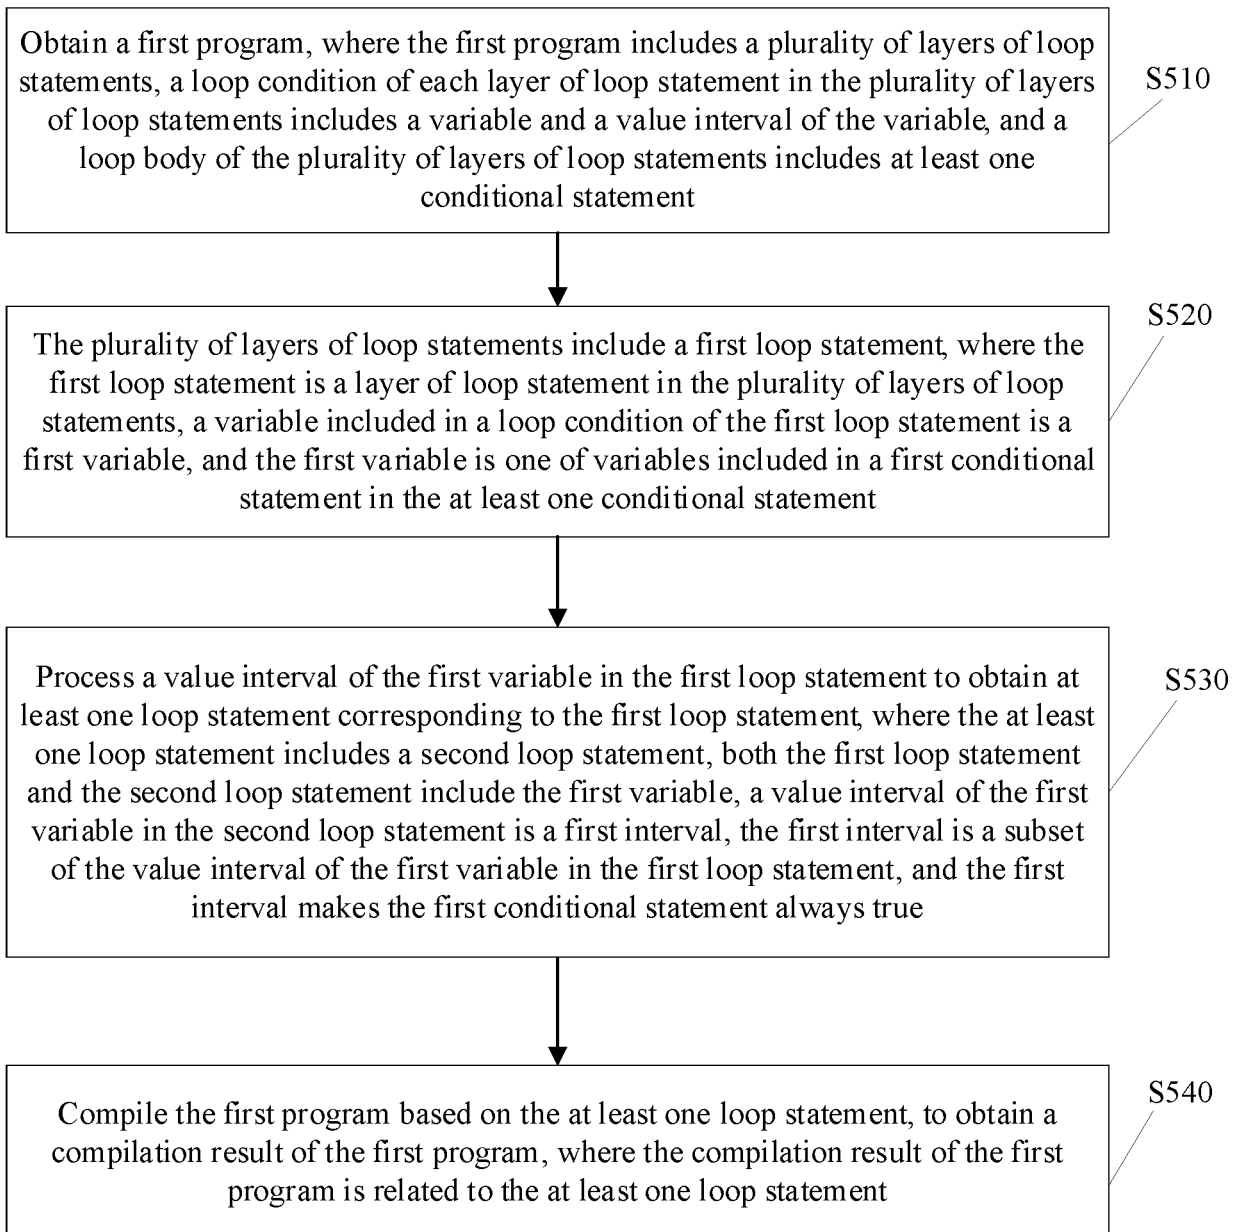 Obtain a first program, where the first program includes a plurality of layers of loop
statements, a loop condition of each layer of loop statement in the plurality of layers
of loop statements includes a variable and a value interval of the variable, and a
loop body of the plurality of layers of loop statements includes at least one
conditional statement
S510
The plurality of layers of loop statements include a first loop statement, where the
first loop statement is a layer of loop statement in the plurality of layers of loop
statements, a variable included in a loop condition of the first loop statement is a
first variable, and the first variable is one of variables included in a first conditional
statement in the at least one conditional statement
S520
Process a value interval of the first variable in the first loop statement to obtain at
least one loop statement corresponding to the first loop statement, where the at least
one loop statement includes a second loop statement, both the first loop statement
and the second loop statement include the first variable, a value interval of the first
variable in the second loop statement is a first interval, the first interval is a subset
of the value interval of the first variable in the first loop statement, and the first
interval makes the first conditional statement always true
S530
Compile the first program based on the at least one loop statement, to obtain a
compilation result of the first program, where the compilation result of the first
program is related to the at least one loop statement
S540